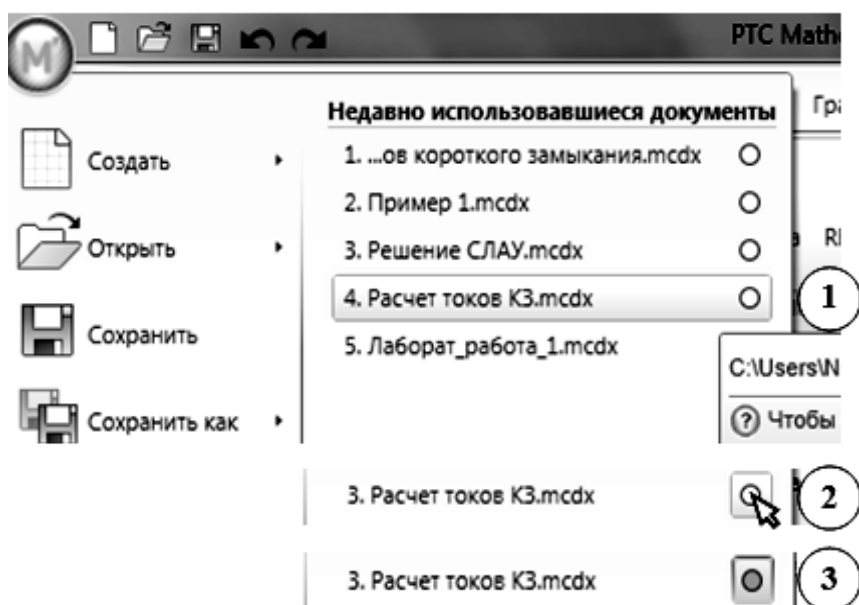 PTC Math
Гра
Недавно использовавшиеся документы
Создать
1. ...ов короткого замыкания.mcdx
2. Пример 1.mcdx
Открыть
3. Решение СЛАУ.mcdx
4. Расчет токов КЗ.mcdx
1
Сохранить
5. Лаборат_работа_1.mcdx
C:\Users\N
Сохранить как
Чтобы
3. Расчет токов КЗ.mcdx
2
3. Расчет токов КЗ.mcdx
3